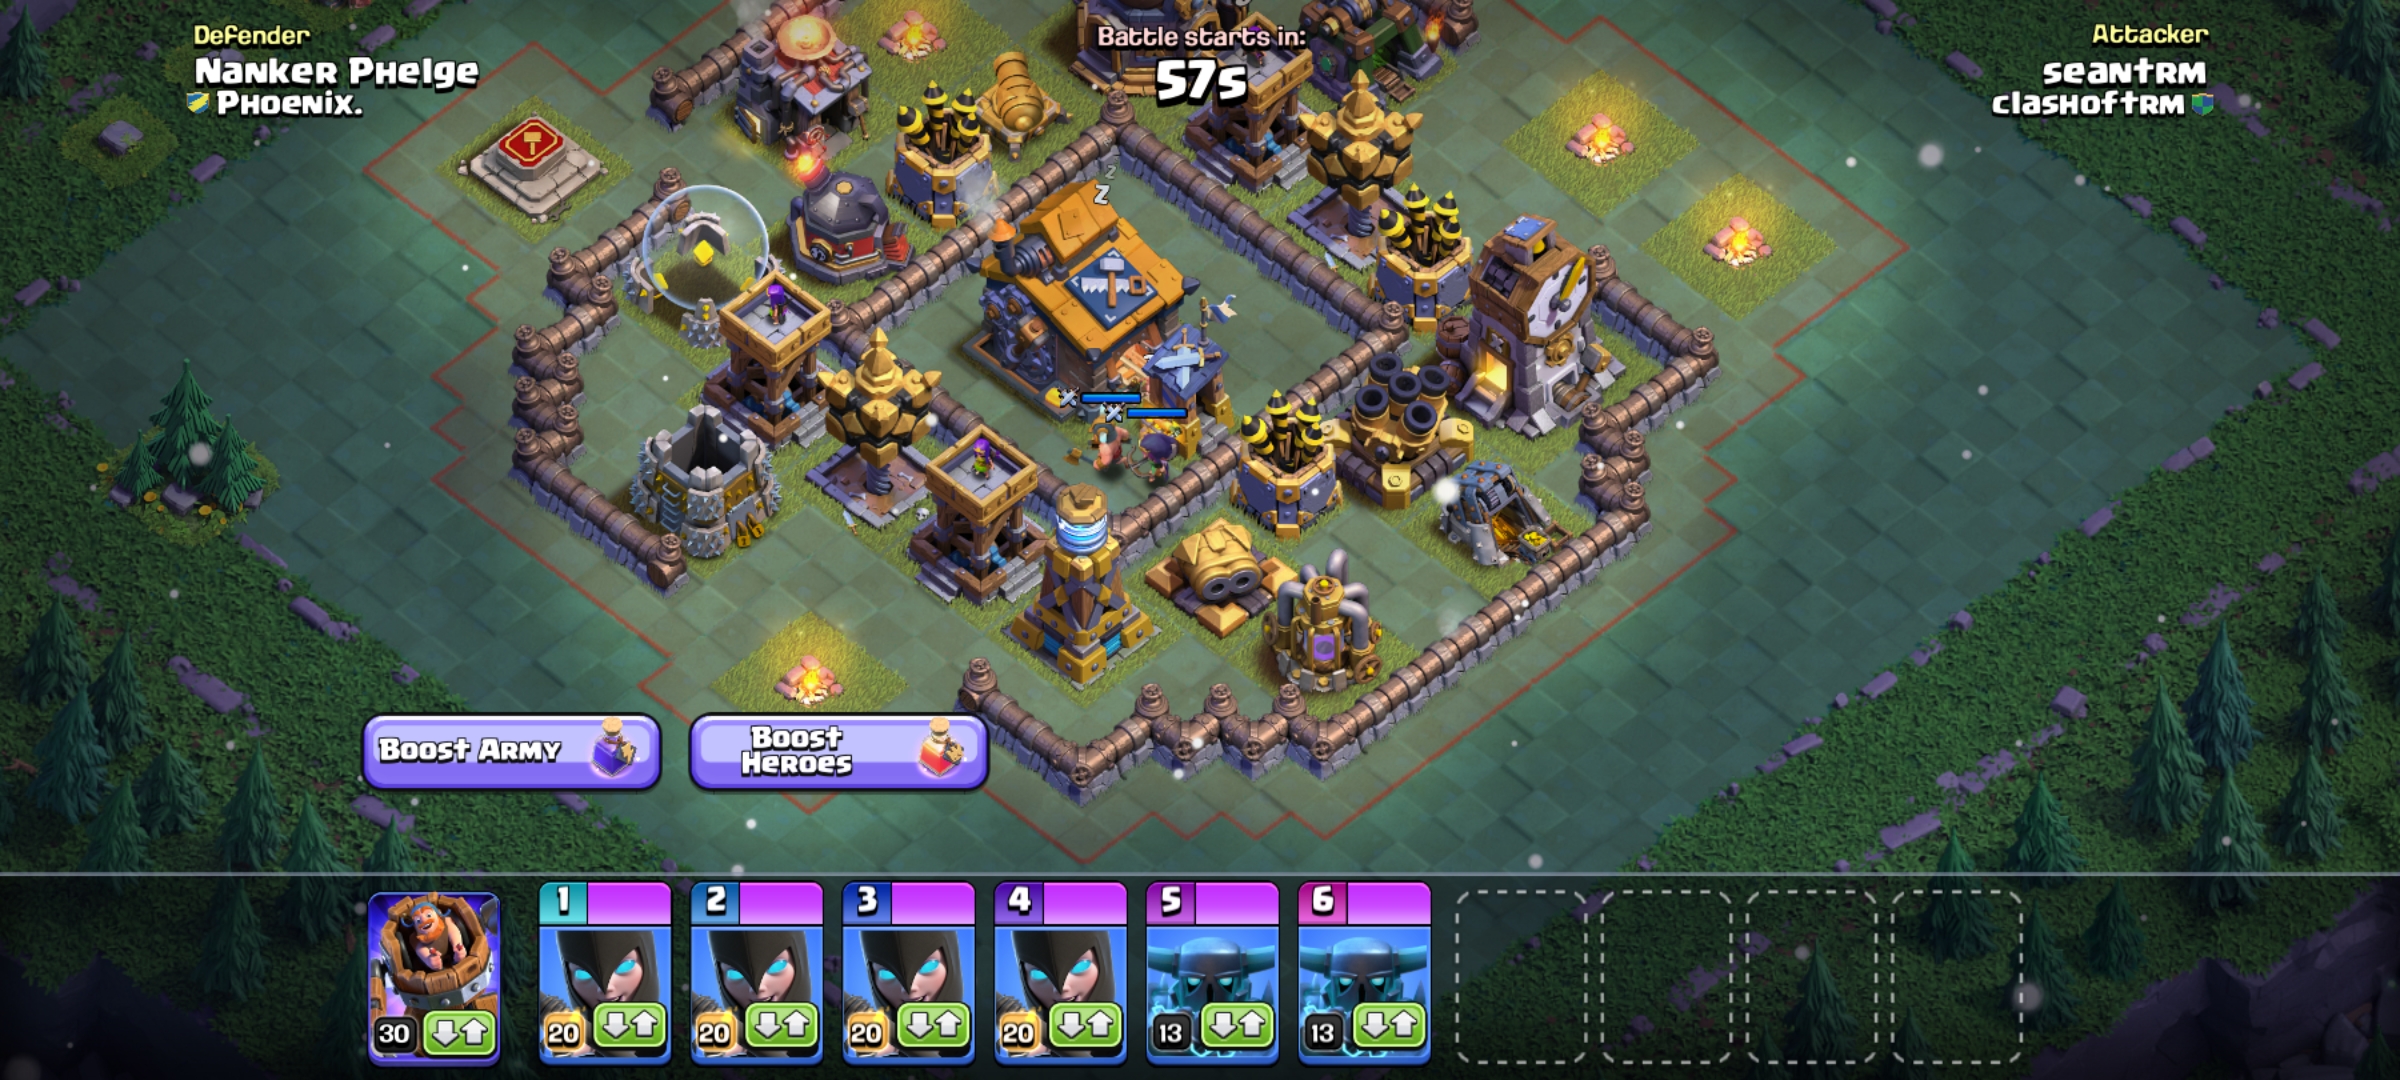 Defender
Nanker Phelge
Phoenix.
Battle starts in:
57s
Attacker
seantRM
clashoftRM
z
z
Boost Army
Boost
Heroes
1
2
3
4
5
6
30
20
20
20
20
13
13